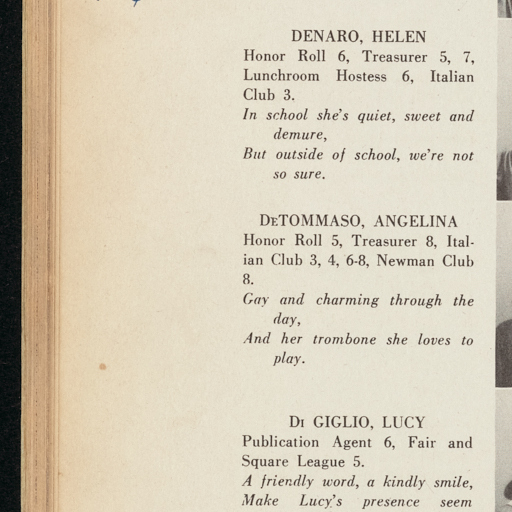 DENARO, HELEN
Honor Roll 6, Treasurer 5, 7,
Lunchroom Hostess 6, Italian
Club 3.
In school she's quiet, sweet and
demure,
But outside of school, we're not
so sure.
DeTOMMASO, ANGELINA
Honor Roll 5, Treasurer 8, Ital-
ian Club 3, 4, 6-8, Newman Club
8.
Gay and charming through the
day,
And her trombone she loves to
play.
Di GIGLIO, LUCY
Publication Agent 6, Fair and
Square League 5.
A friendly word, a kindly smile,
Make Lucy's presence seem